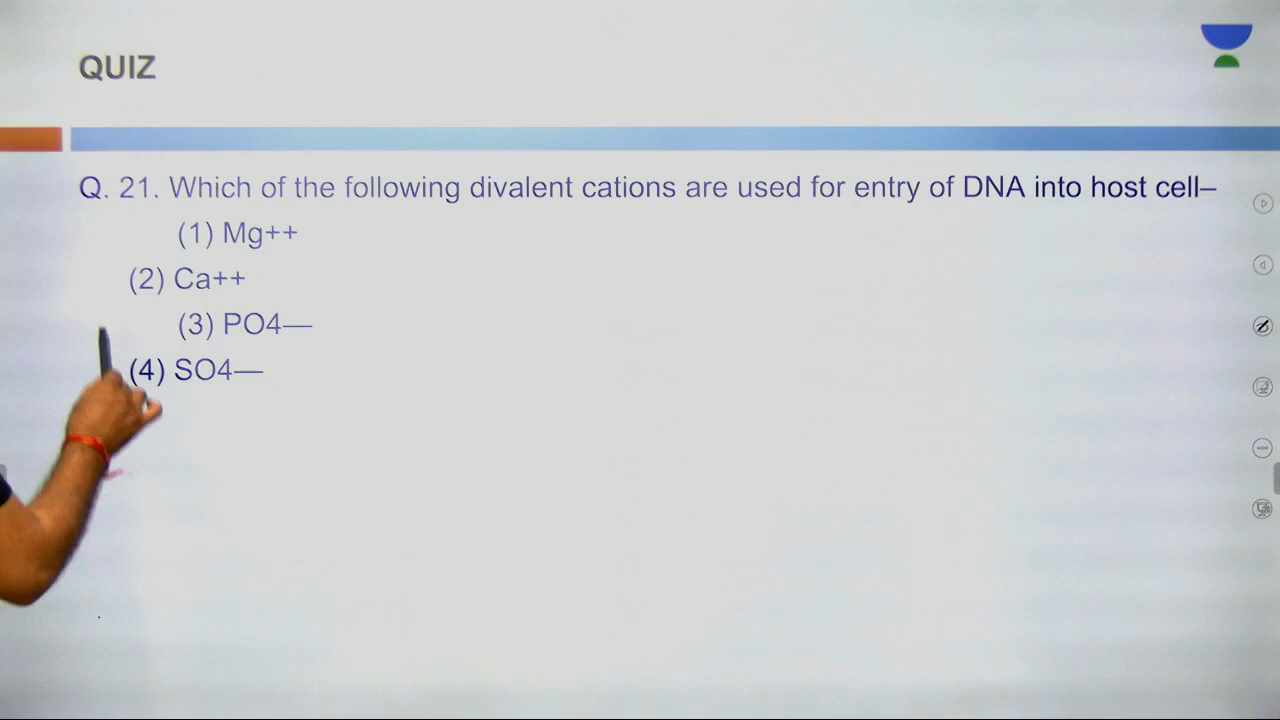 QUIZ
Q. 21. Which of the following divalent cations are used for entry of DNA into host cell–
(1) Mg++
(2) Ca++
(3) PO4—
(4) SO4—